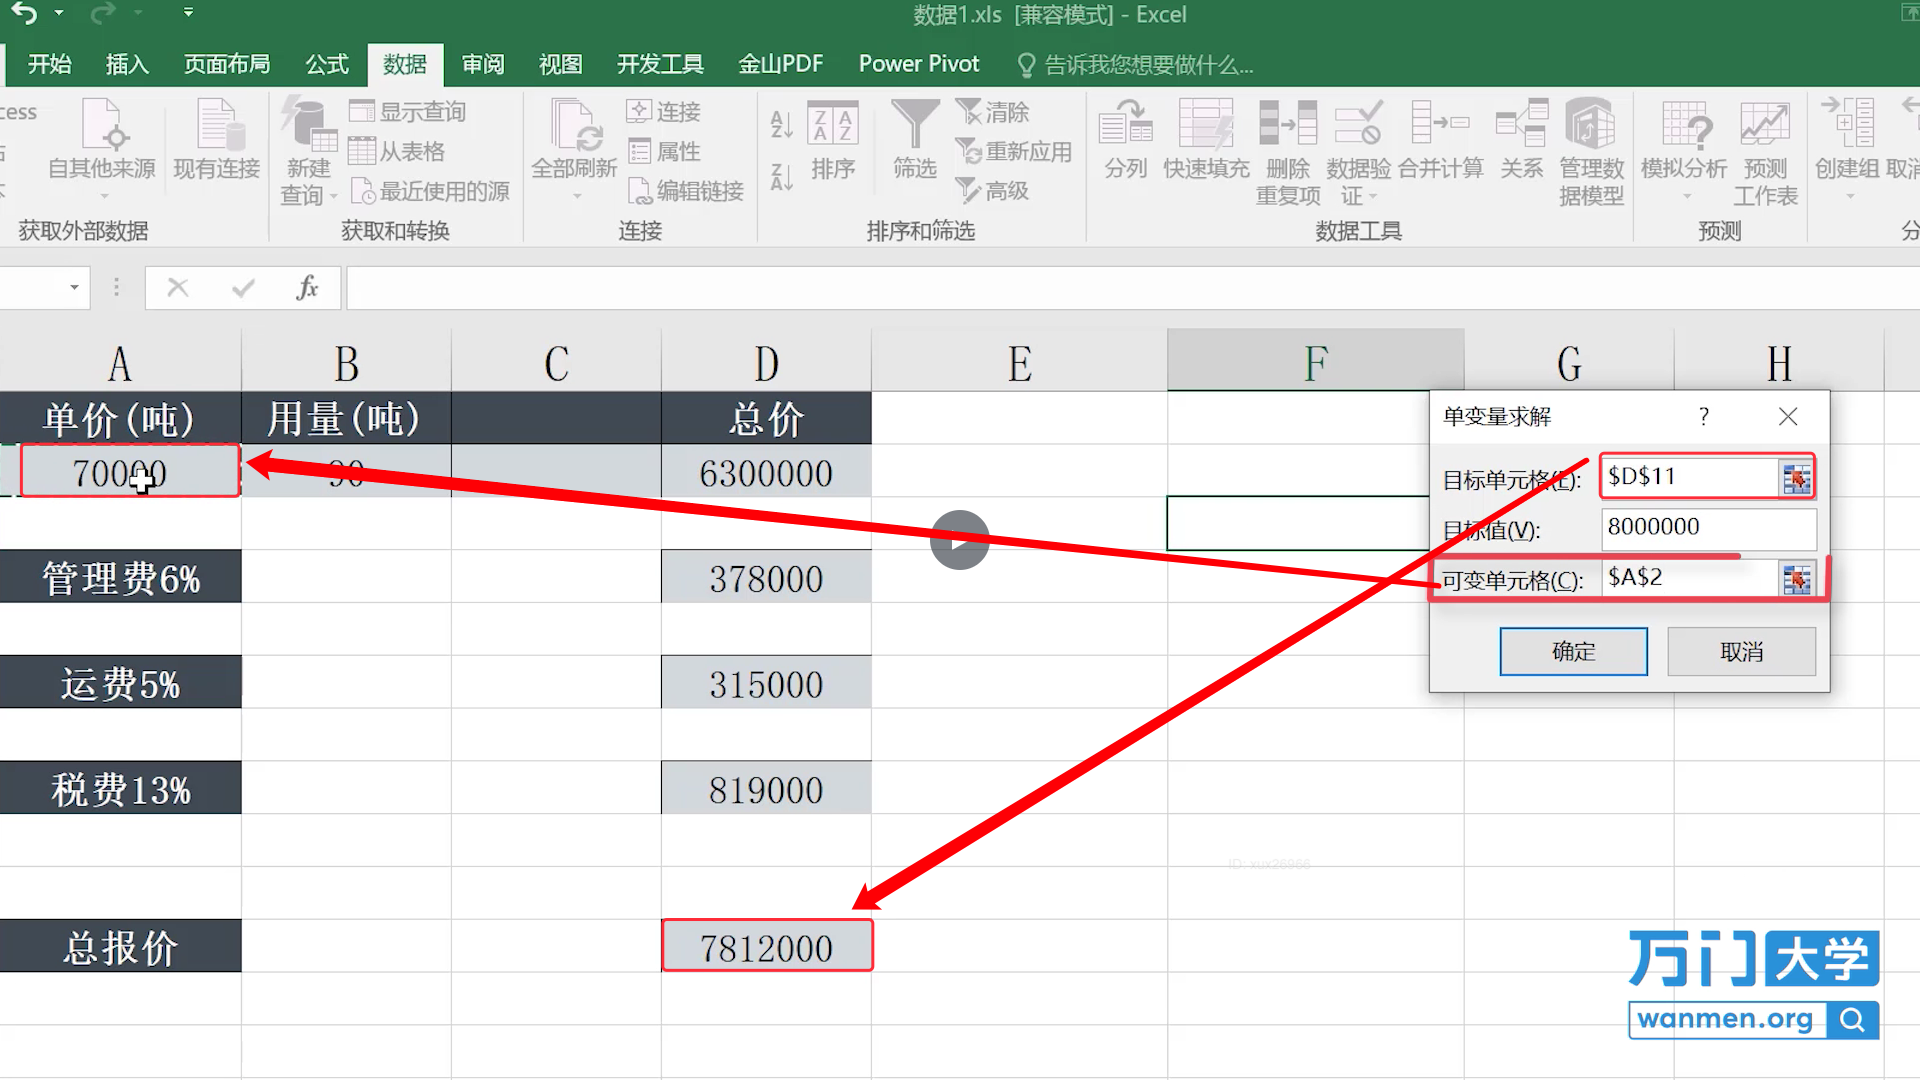 数据1.xls [兼容模式] - Excel
开始 插入 页面布局 公式 数据 审阅 视图 开发工具 金山PDF Power Pivot 告诉我您想要做什么...
cess
自其他来源
现有连接
获取外部数据
新建
查询
显示查询
从表格
最近使用的源
获取和转换
全部刷新
连接
属性
编辑链接
连接
排序
筛选
清除
重新应用
高级
排序和筛选
分列
快速填充
删除
重复项
数据验
证
合并计算
关系
管理数
据模型
数据工具
模拟分析
预测
工作表
预测
创建组
取消
分
fx
A B C D E F G H
单价(吨) 用量(吨) 总价
70000 90 6300000
管理费6% 378000
运费5% 315000
税费13% 819000
总报价 7812000
单变量求解 ?
目标单元格(E): $D$11
目标值(V): 8000000
可变单元格(C): $A$2
确定 取消
ID: xux26966
万门大学
wanmen.org